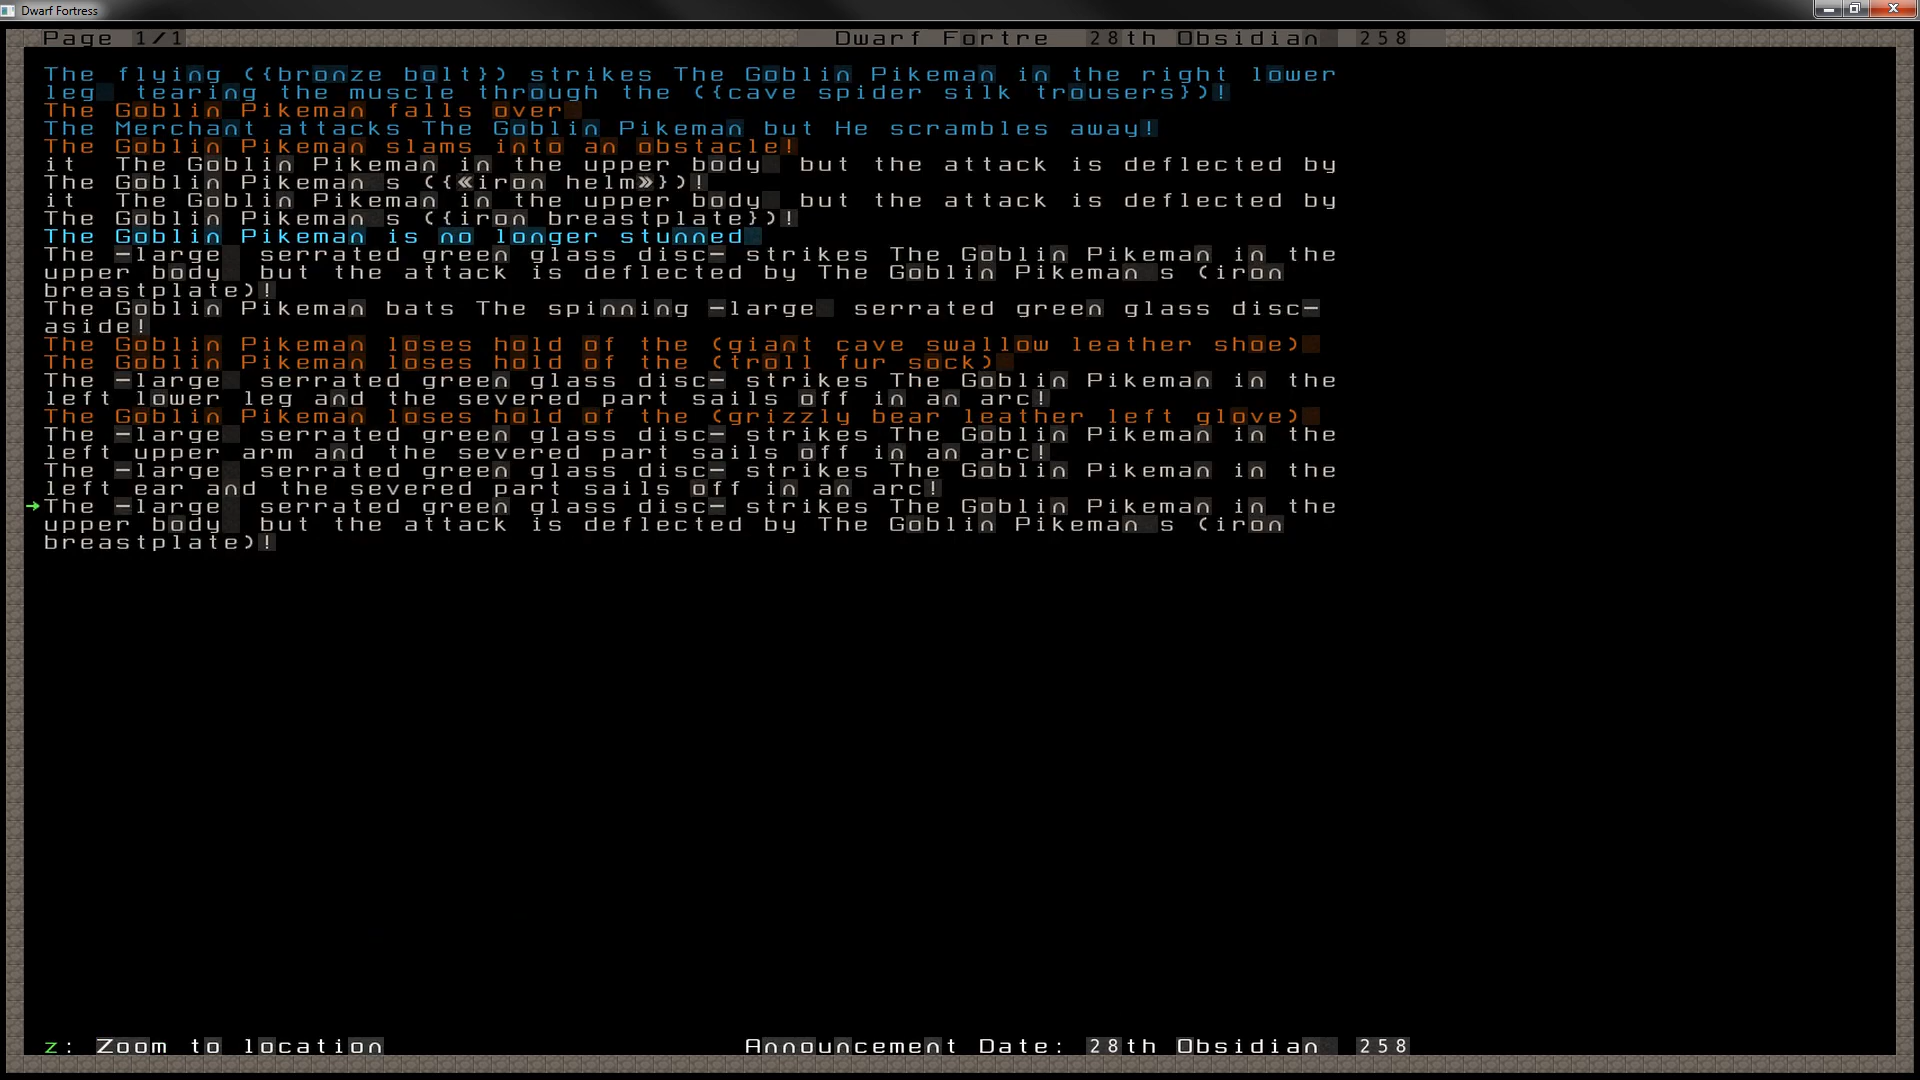 Dwarf Fortress
Page 1/1 Dwarf Fortre 28th Obsidian 258
The flying ({bronze bolt}) strikes The Goblin Pikeman in the right lower
leg tearing the muscle through the ({cave spider silk trousers})!
The Goblin Pikeman falls over
The Merchant attacks The Goblin Pikeman but He scrambles away!
The Goblin Pikeman slams into an obstacle!
it The Goblin Pikeman in the upper body but the attack is deflected by
The Goblin Pikeman s ({«iron helm»})!
it The Goblin Pikeman in the upper body but the attack is deflected by
The Goblin Pikeman s ({iron breastplate})!
The Goblin Pikeman is no longer stunned
The -large serrated green glass disc- strikes The Goblin Pikeman in the
upper body but the attack is deflected by The Goblin Pikeman s (iron
breastplate)!
The Goblin Pikeman bats The spinning -large serrated green glass disc-
aside!
The Goblin Pikeman loses hold of the (giant cave swallow leather shoe)
The Goblin Pikeman loses hold of the (troll fur sock)
The -large serrated green glass disc- strikes The Goblin Pikeman in the
left lower leg and the severed part sails off in an arc!
The Goblin Pikeman loses hold of the (grizzly bear leather left glove)
The -large serrated green glass disc- strikes The Goblin Pikeman in the
left upper arm and the severed part sails off in an arc!
The -large serrated green glass disc- strikes The Goblin Pikeman in the
left ear and the severed part sails off in an arc!
The -large serrated green glass disc- strikes The Goblin Pikeman in the
upper body but the attack is deflected by The Goblin Pikeman s (iron
breastplate)!
z: Zoom to location Announcement Date: 28th Obsidian 258